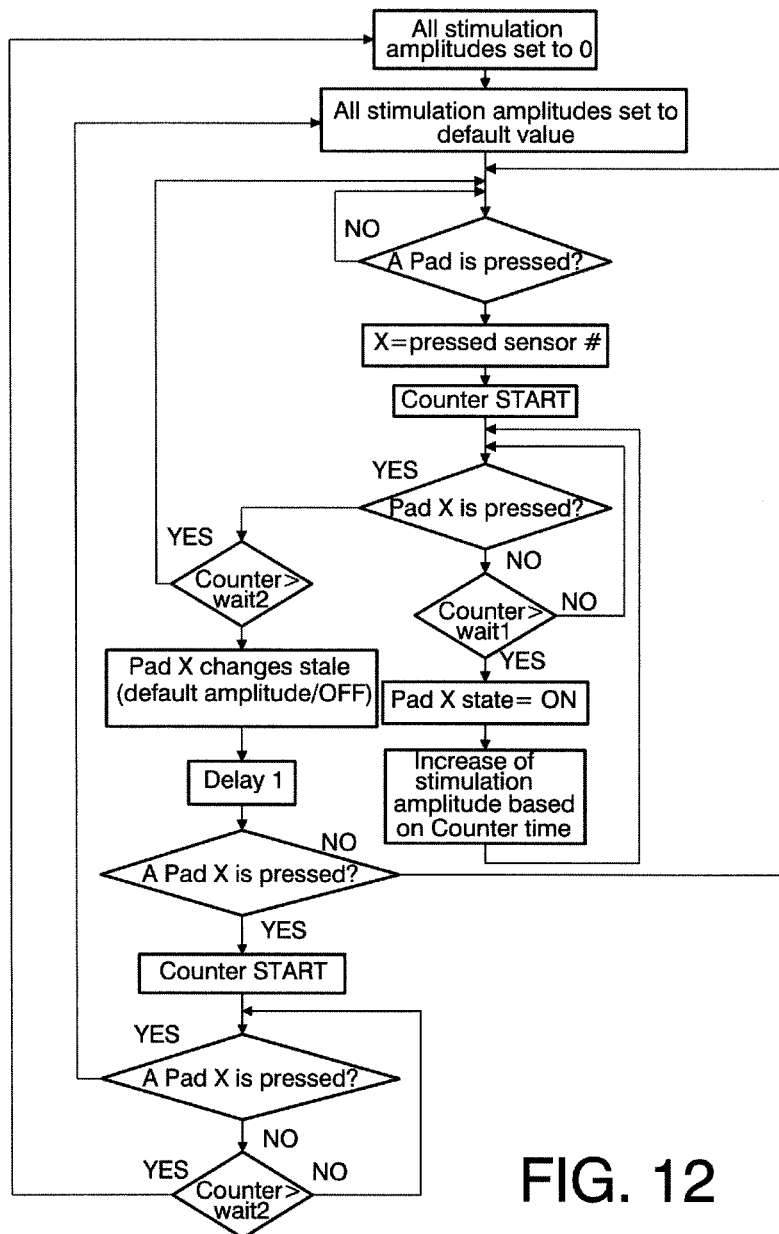 All stimulation
amplitudes set to 0
All stimulation amplitudes set to
default value
NO
A Pad is pressed?
X=pressed sensor #
Counter START
YES
Pad X is pressed?
YES
NO
Counter>
wait2
Counter>
wait1
NO
YES
Pad X changes stale
(default amplitude/OFF)
Pad X state= ON
Delay 1
Increase of
stimulation
amplitude based
on Counter time
NO
A Pad X is pressed?
YES
Counter START
YES
A Pad X is pressed?
NO
YES
NO
Counter>
wait2
FIG. 12